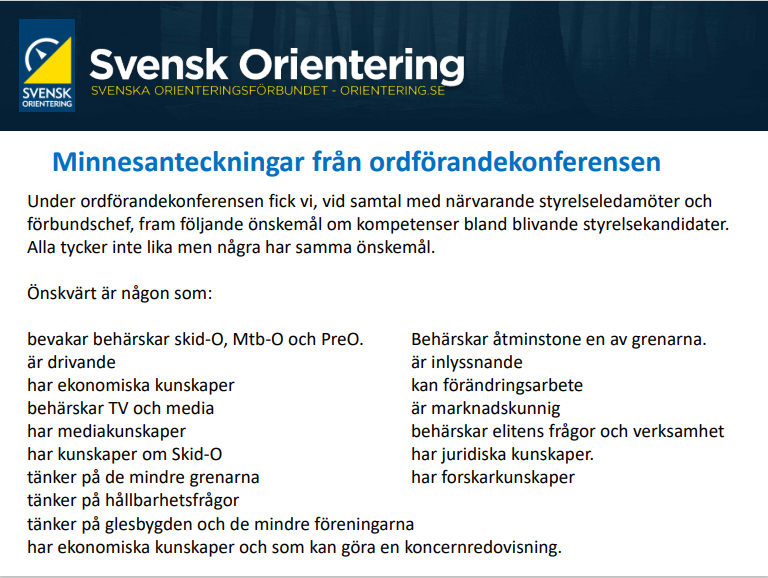 SVENSK
ORIENTERING
Svensk Orientering
SVENSKA ORIENTERINGSFÖRBUNDET - ORIENTERING.SE
Minnesanteckningar från ordförandekonferensen
Under ordförandekonferensen fick vi, vid samtal med närvarande styrelseledamöter och
förbundschef, fram följande önskemål om kompetenser bland blivande styrelsekandidater.
Alla tycker inte lika men några har samma önskemål.
Önskvärt är någon som:
bevakar behärskar skid-O, Mtb-O och PreO.
är drivande
har ekonomiska kunskaper
behärskar TV och media
har mediakunskaper
har kunskaper om Skid-O
tänker på de mindre grenarna
tänker på hållbarhetsfrågor
tänker på glesbygden och de mindre föreningarna
har ekonomiska kunskaper och som kan göra en koncernredovisning.
Behärskar åtminstone en av grenarna.
är inlyssnande
kan förändringsarbete
är marknadskunnig
behärskar elitens frågor och verksamhet
har juridiska kunskaper.
har forskarkunskaper